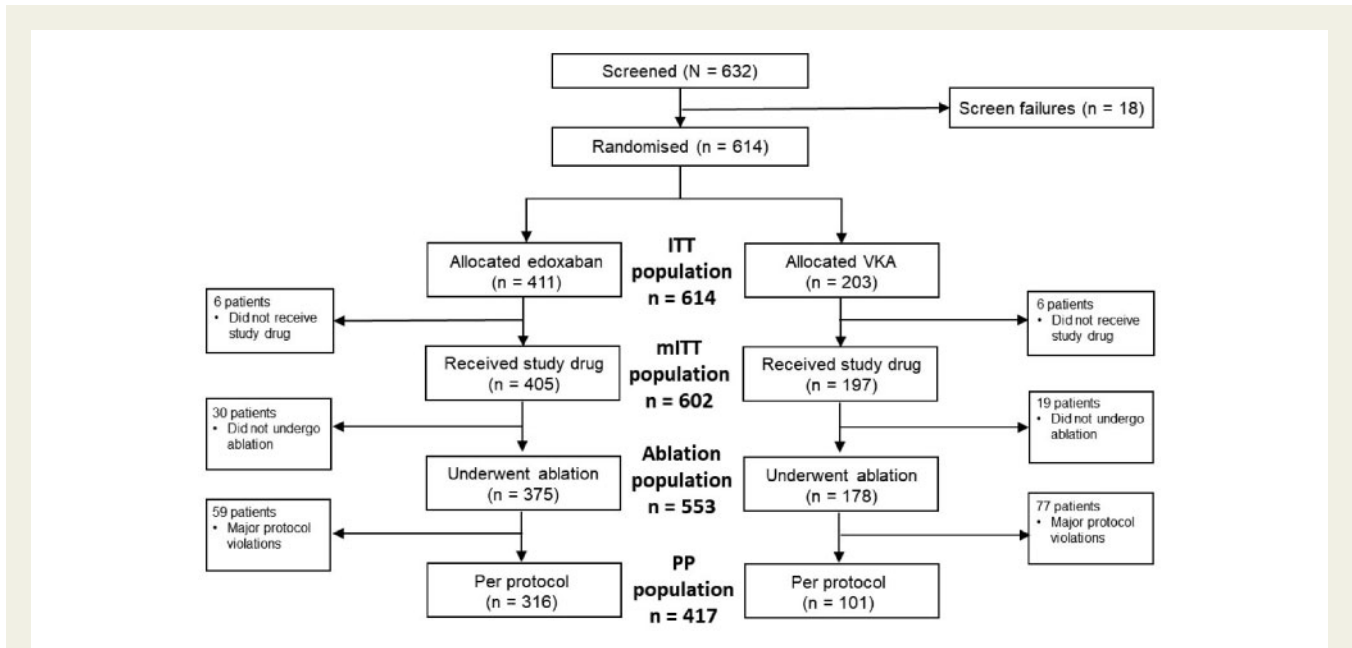 Screened (N = 632)
Screen failures (n = 18)
Randomised (n = 614)
Allocated edoxaban
(n = 411)
ITT
population
n = 614
Allocated VKA
(n = 203)
6 patients
• Did not receive
study drug
6 patients
• Did not receive
study drug
Received study drug
(n = 405)
mITT
population
n = 602
Received study drug
(n = 197)
30 patients
• Did not undergo
ablation
19 patients
• Did not undergo
ablation
Underwent ablation
(n = 375)
Ablation
population
n = 553
Underwent ablation
(n = 178)
59 patients
• Major protocol
violations
77 patients
• Major protocol
violations
Per protocol
(n = 316)
PP
population
n = 417
Per protocol
(n = 101)